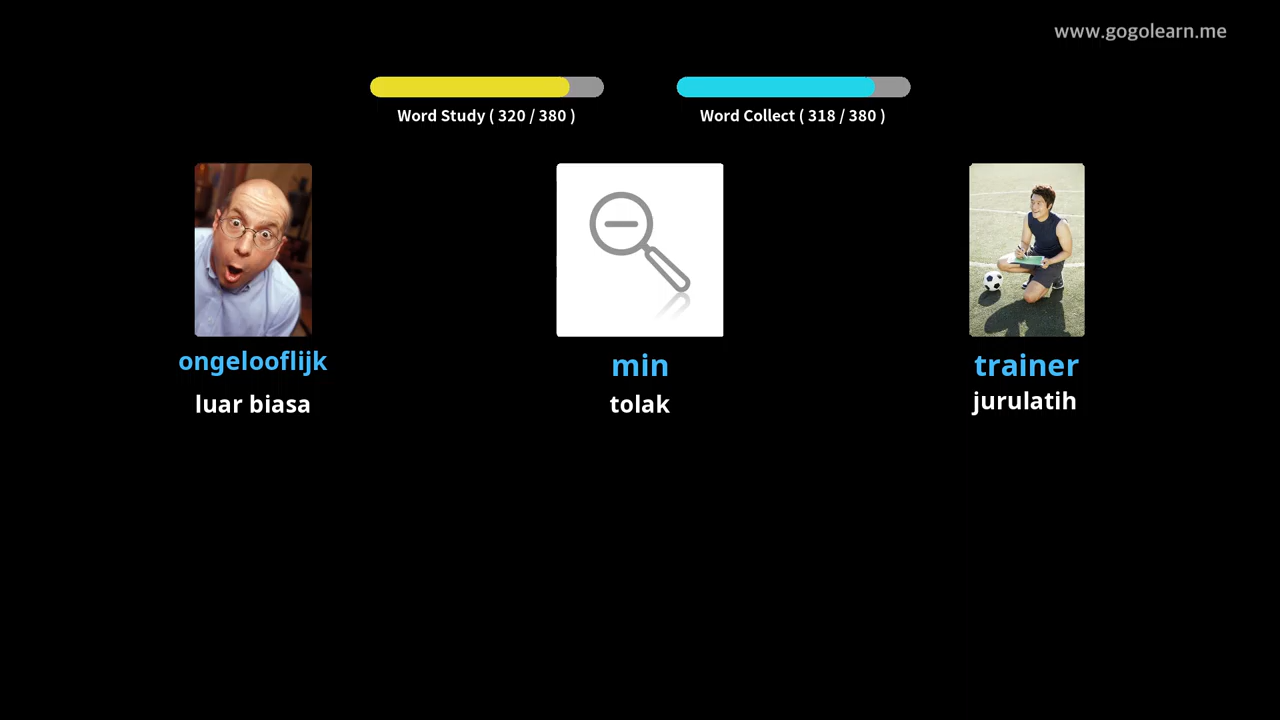 www.gogolearn.me
Word Study ( 320 / 380 )
Word Collect ( 318 / 380 )
ongelooflijk
min
trainer
luar biasa
tolak
jurulatih